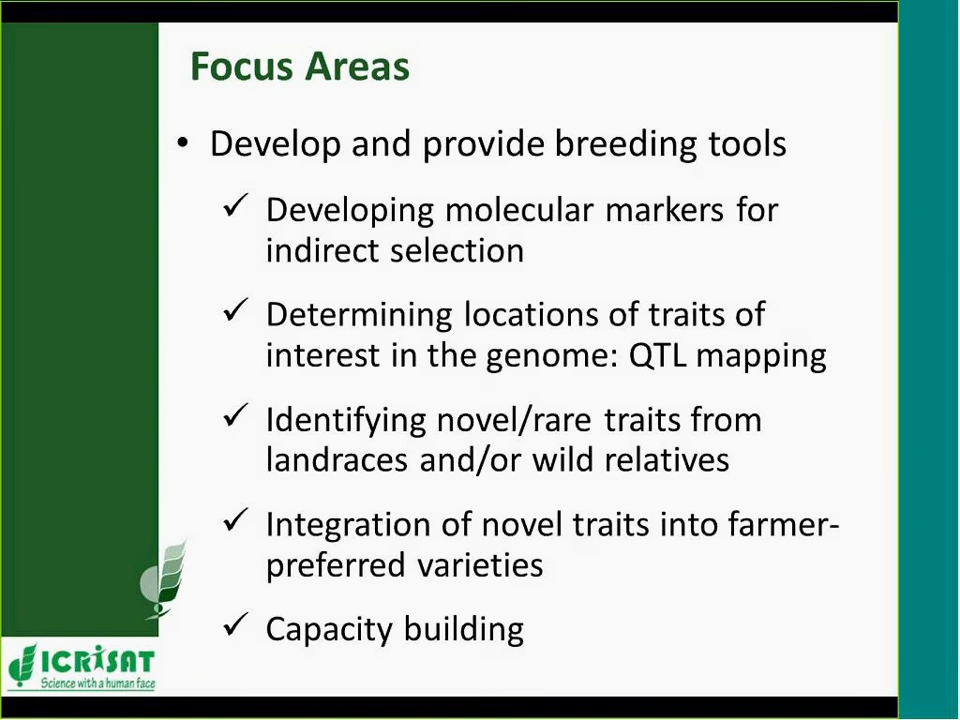 Focus Areas
• Develop and provide breeding tools
✓ Developing molecular markers for
indirect selection
✓ Determining locations of traits of
interest in the genome: QTL mapping
✓ Identifying novel/rare traits from
landraces and/or wild relatives
✓ Integration of novel traits into farmer-
preferred varieties
✓ Capacity building
ICRISAT
Science with a human face